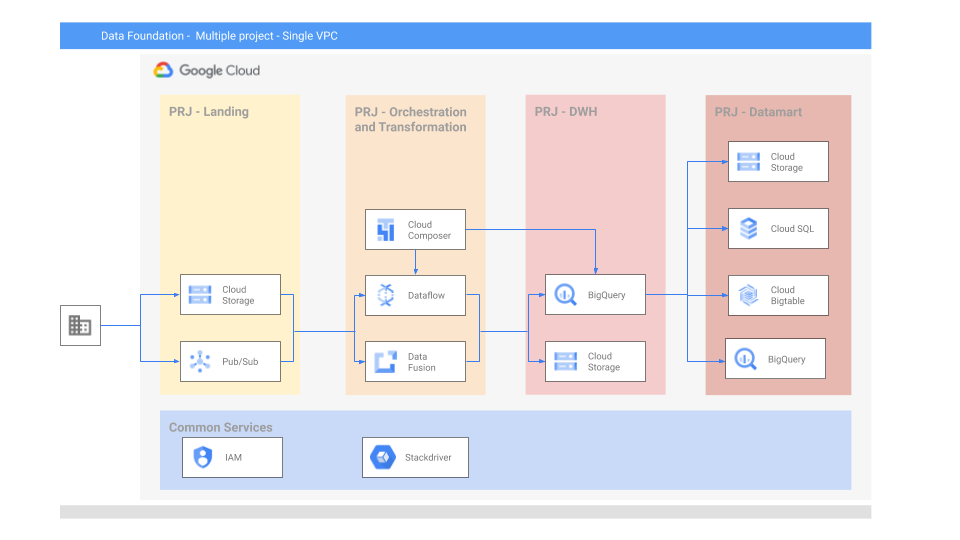 Data Foundation - Multiple project - Single VPC
Google Cloud
PRJ - Landing
Cloud
Storage
Pub/Sub
PRJ - Orchestration
and Transformation
Cloud
Composer
Dataflow
Data
Fusion
PRJ - DWH
BigQuery
Cloud
Storage
PRJ - Datamart
Cloud
Storage
Cloud SQL
Cloud
Bigtable
BigQuery
Common Services
IAM
Stackdriver